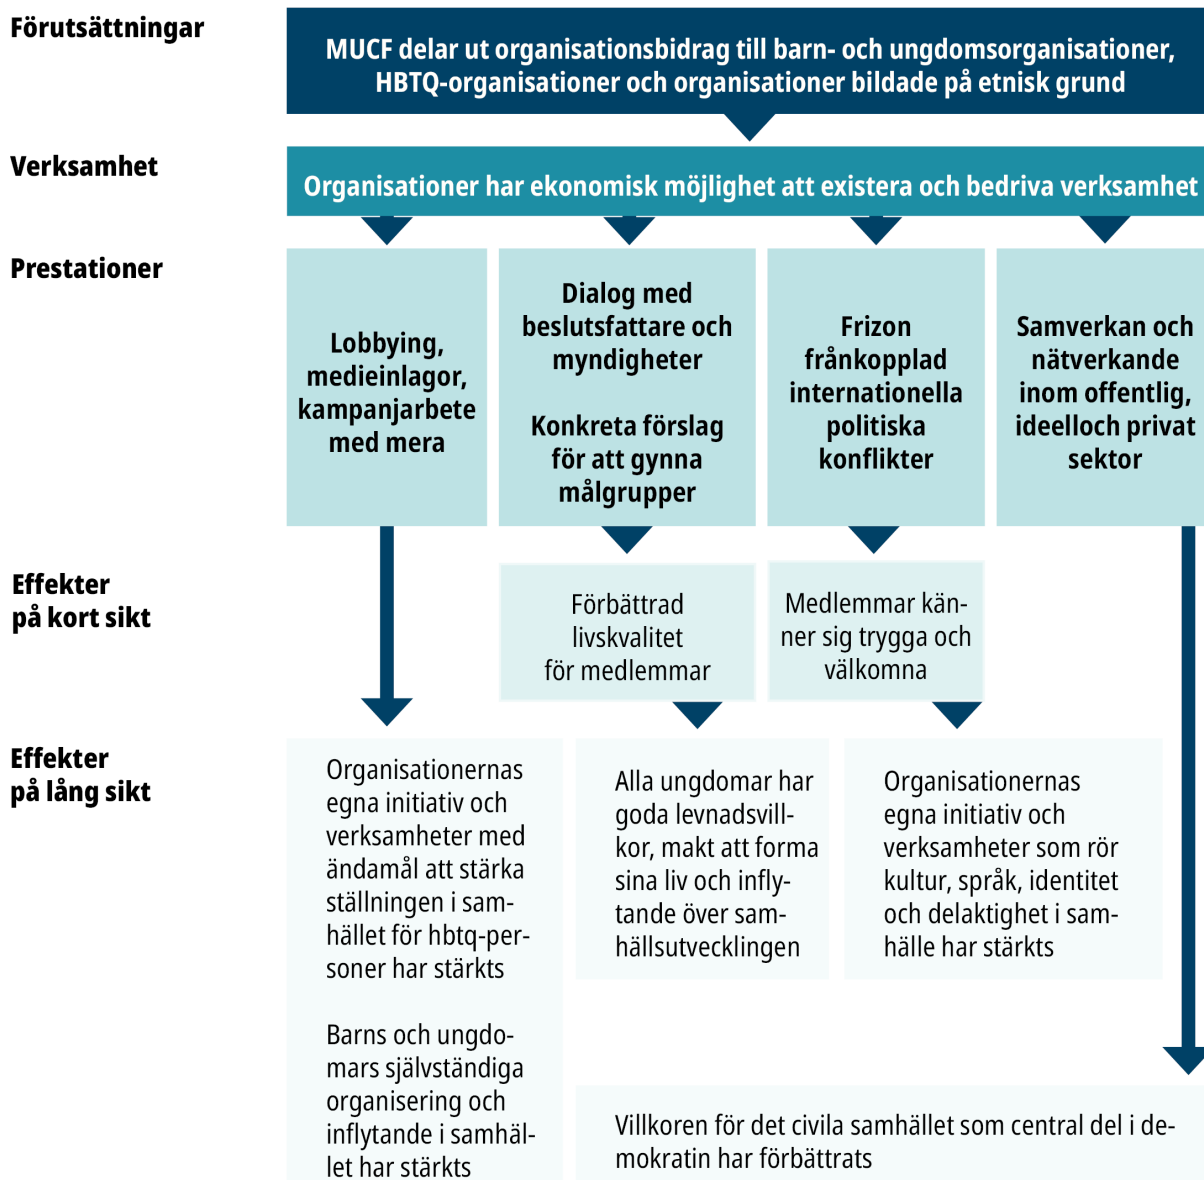 Förutsättningar
MUCF delar ut organisationsbidrag till barn- och ungdomsorganisationer,
HBTQ-organisationer och organisationer bildade på etnisk grund
Verksamhet
Organisationer har ekonomisk möjlighet att existera och bedriva verksamhet
Prestationer
Lobbying,
medieinlagor,
kampanjarbete
med mera
Dialog med
beslutsfattare och
myndigheter
Konkreta förslag
för att gynna
målgrupper
Frizon
frånkopplad
internationella
politiska
konflikter
Samverkan och
nätverkande
inom offentlig,
ideelloch privat
sektor
Effekter
på kort sikt
Förbättrad
livskvalitet
för medlemmar
Medlemmar kän-
ner sig trygga och
välkomna
Effekter
på lång sikt
Organisationernas
egna initiativ och
verksamheter med
ändamål att stärka
ställningen i sam-
hället för hbtq-per-
soner har stärkts
Barns och ungdo-
mars självständiga
organisering och
inflytande i samhäl-
let har stärkts
Alla ungdomar har
goda levnadsvill-
kor, makt att forma
sina liv och infly-
tande över sam-
hällsutvecklingen
Organisationernas
egna initiativ och
verksamheter som rör
kultur, språk, identitet
och delaktighet i sam-
hälle har stärkts
Villkoren för det civila samhället som central del i de-
mokratin har förbättrats